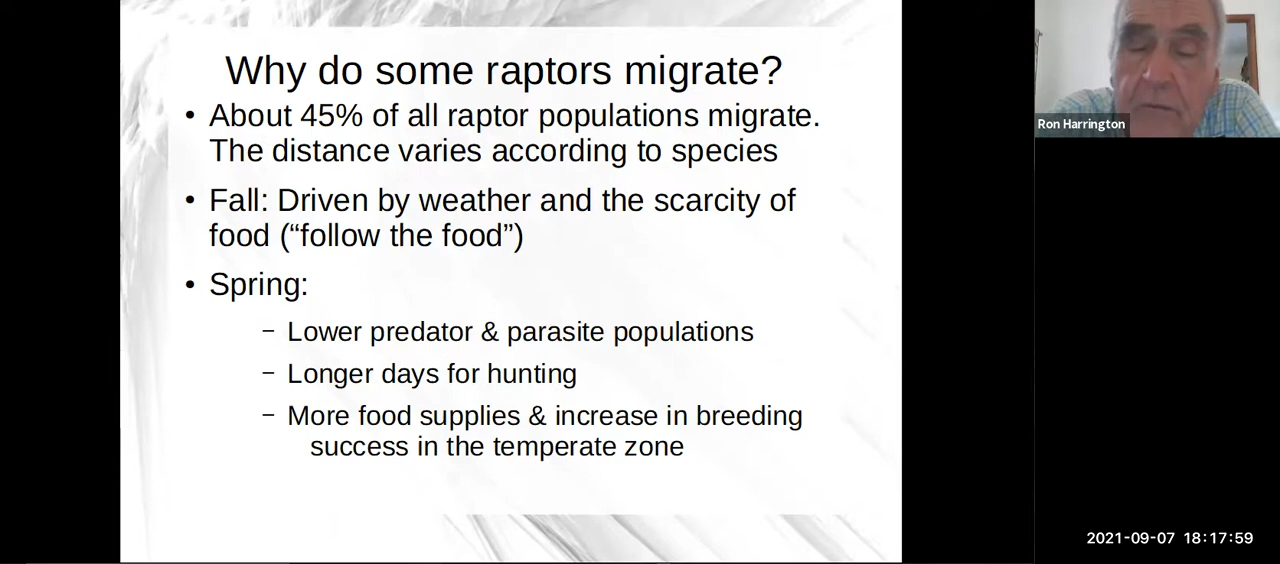 Why do some raptors migrate?
• About 45% of all raptor populations migrate.
The distance varies according to species
• Fall: Driven by weather and the scarcity of
food (“follow the food”)
• Spring:
– Lower predator & parasite populations
– Longer days for hunting
– More food supplies & increase in breeding
success in the temperate zone
Ron Harrington
2021-09-07 18:17:59